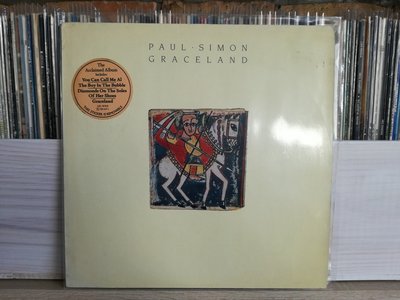 PAUL · SIMON
GRACELAND
The
Acclaimed Album
Includes
You Can Call Me Al
The Boy In The Bubble
Diamonds On The Soles
Of Her Shoes
Graceland